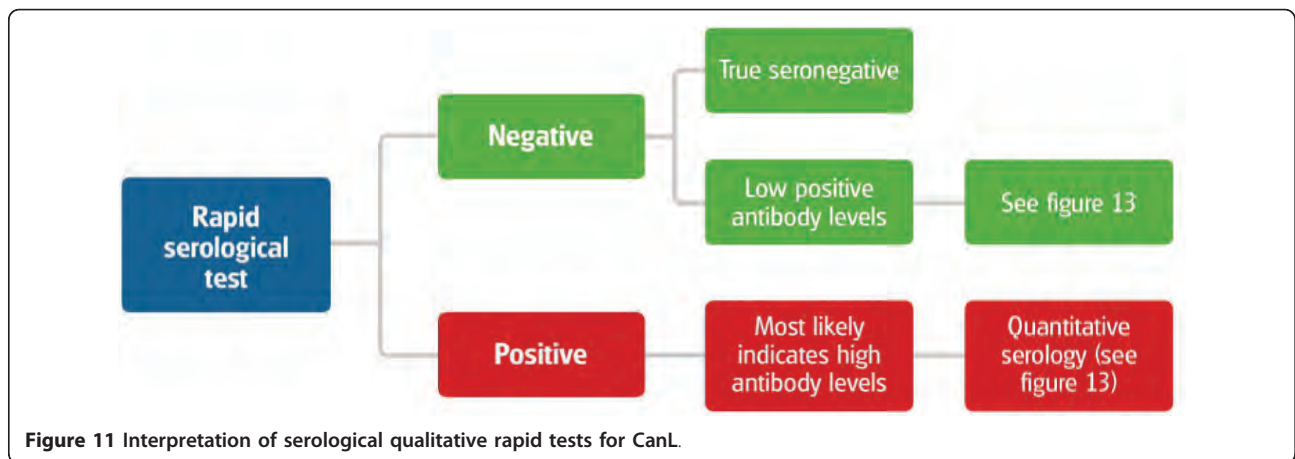 Rapid
serological
test
Negative
True seronegative
Low positive
antibody levels
See figure 13
Positive
Most likely
indicates high
antibody levels
Quantitative
serology (see
figure 13)
Figure 11 Interpretation of serological qualitative rapid tests for CanL.